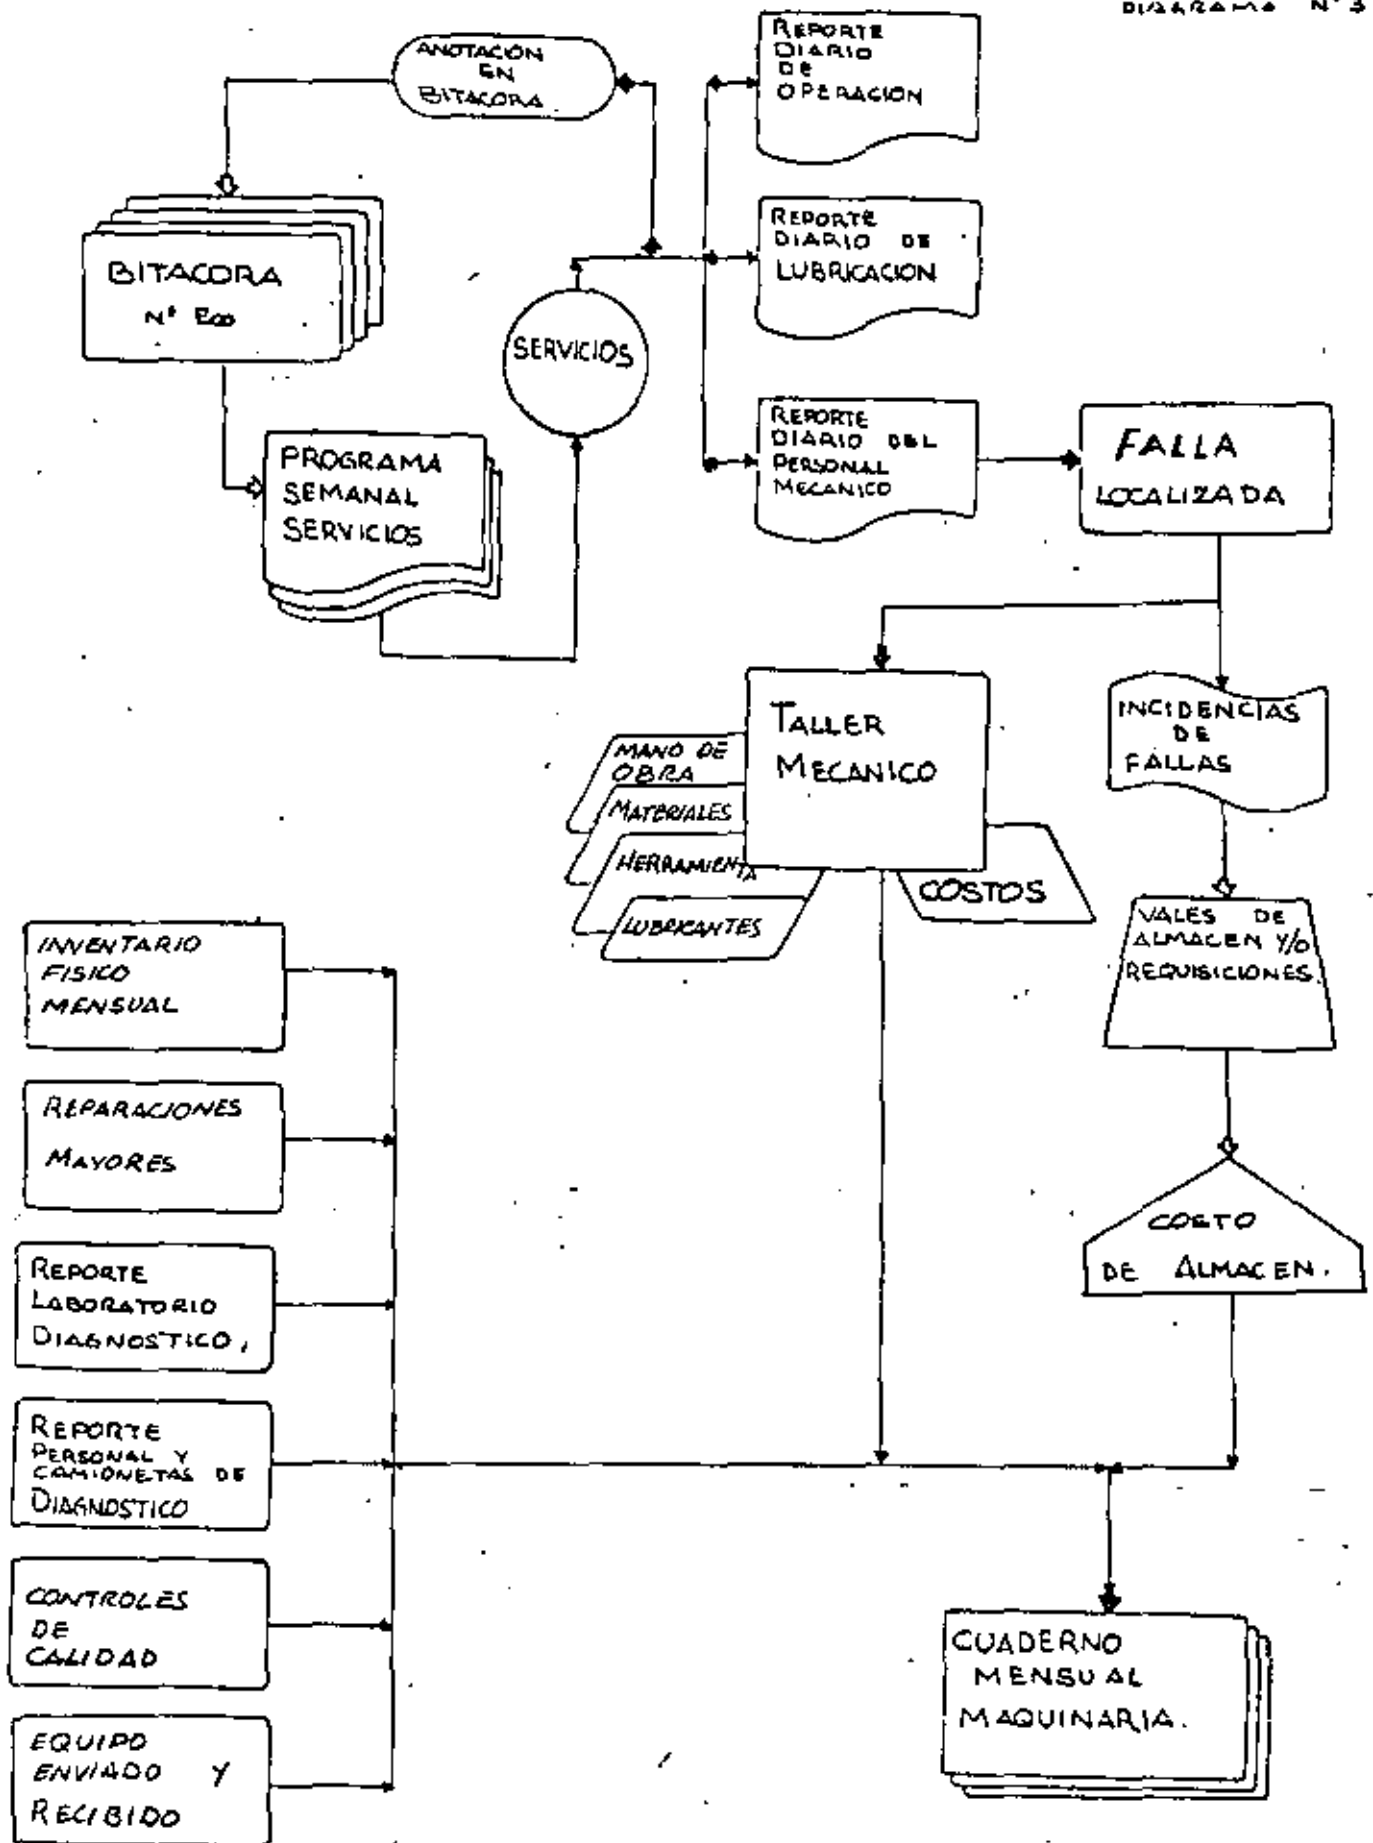 DIAGRAMA N° 3
REPORTE
DIARIO
DE
OPERACION
ANOTACION
EN
BITACORA
REPORTE
DIARIO DE
LUBRICACION
BITACORA
N° Eco
SERVICIOS
REPORTE
DIARIO DEL
PERSONAL
MECANICO
FALLA
LOCALIZADA
PROGRAMA
SEMANAL
SERVICIOS
TALLER
MECANICO
INCIDENCIAS
DE
FALLAS
MANO DE
OBRA
MATERIALES
HERRAMIENTA
LUBRICANTES
COSTOS
VALES DE
ALMACEN Y/O
REQUISICIONES.
INVENTARIO
FISICO
MENSUAL
REPARACIONES
MAYORES
COSTO
DE ALMACEN.
REPORTE
LABORATORIO
DIAGNOSTICO.
REPORTE
PERSONAL Y
CAMIONETAS DE
DIAGNOSTICO
CONTROLES
DE
CALIDAD
CUADERNO
MENSUAL
MAQUINARIA.
EQUIPO
ENVIADO Y
RECIBIDO